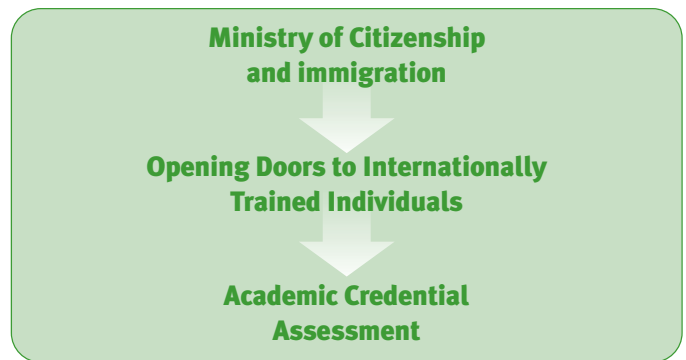 Ministry of Citizenship
and immigration
Opening Doors to Internationally
Trained Individuals
Academic Credential
Assessment